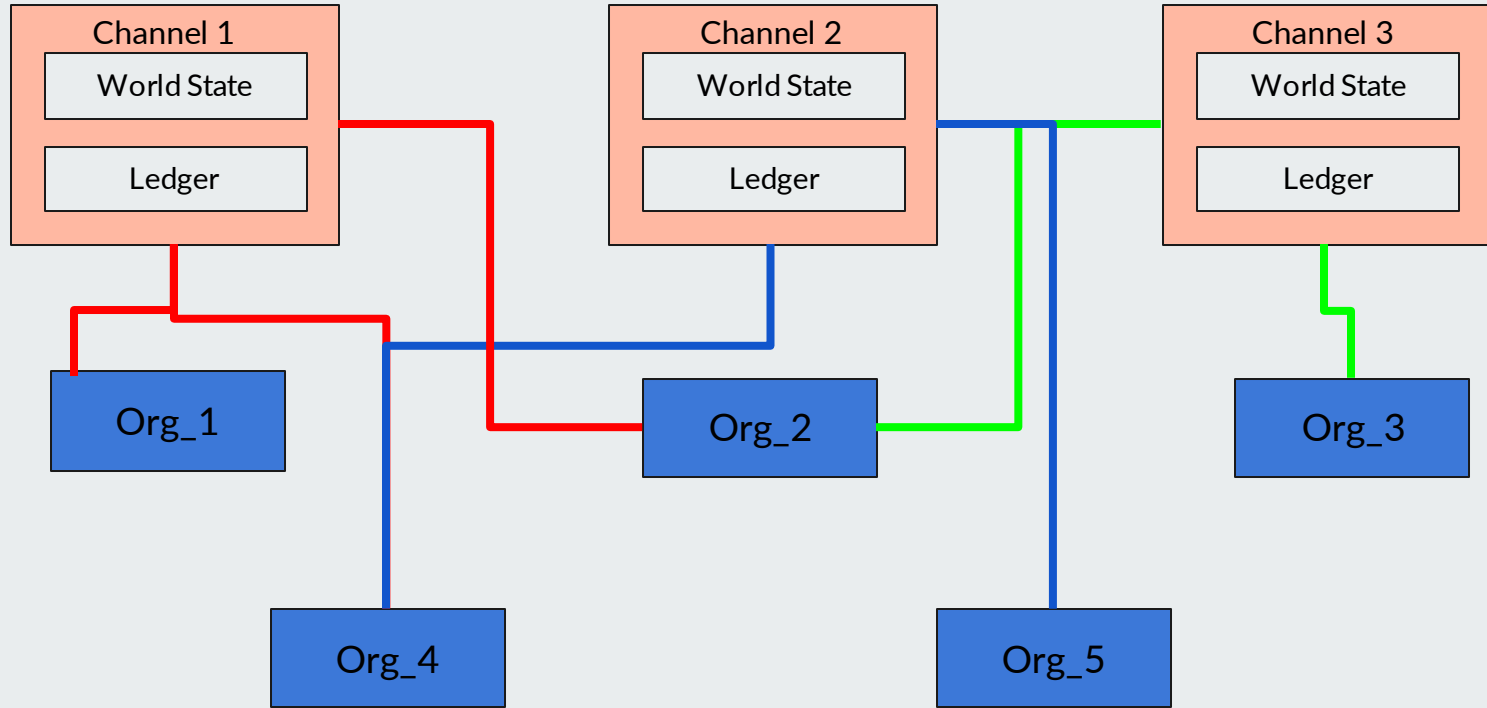 Channel 1
World State
Ledger
Channel 2
World State
Ledger
Channel 3
World State
Ledger
Org_1
Org_2
Org_3
Org_4
Org_5